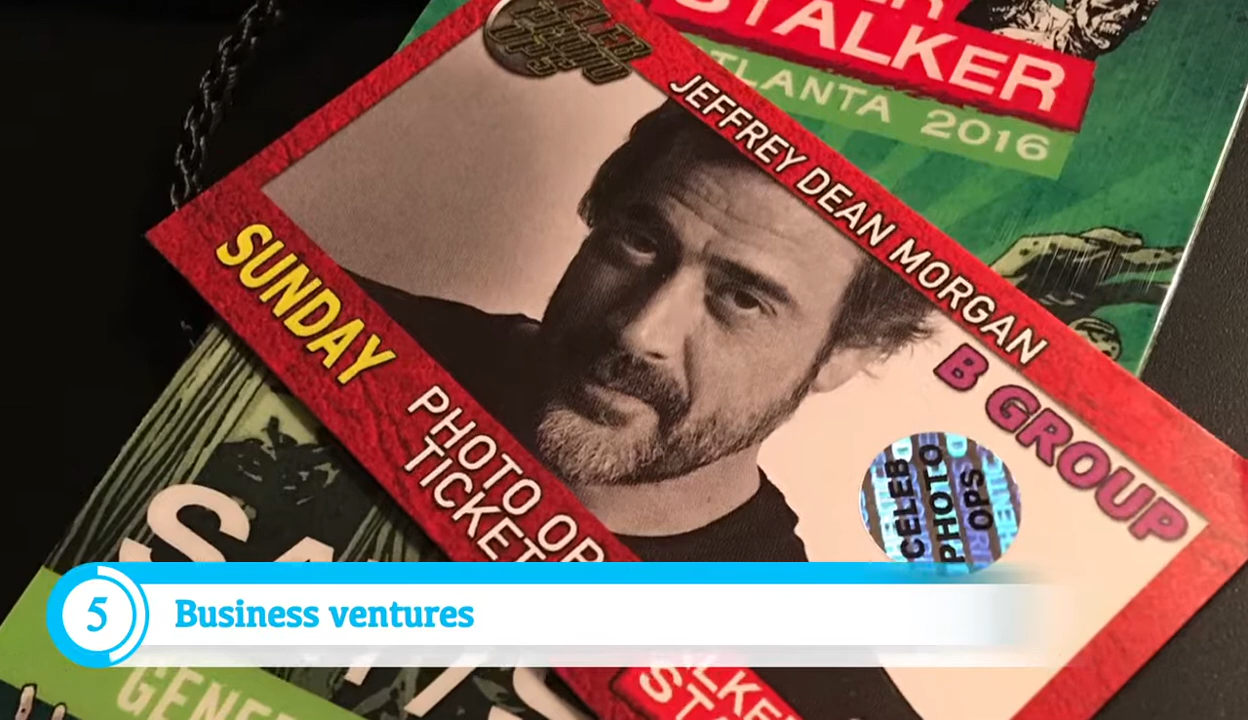 STALKER
ATLANTA 2016
CELEB
PHOTO
OPS
JEFFREY DEAN MORGAN
SUNDAY
B GROUP
CELEB
PHOTO
OPS
PHOTO OP
TICKET
5
Business ventures
STA